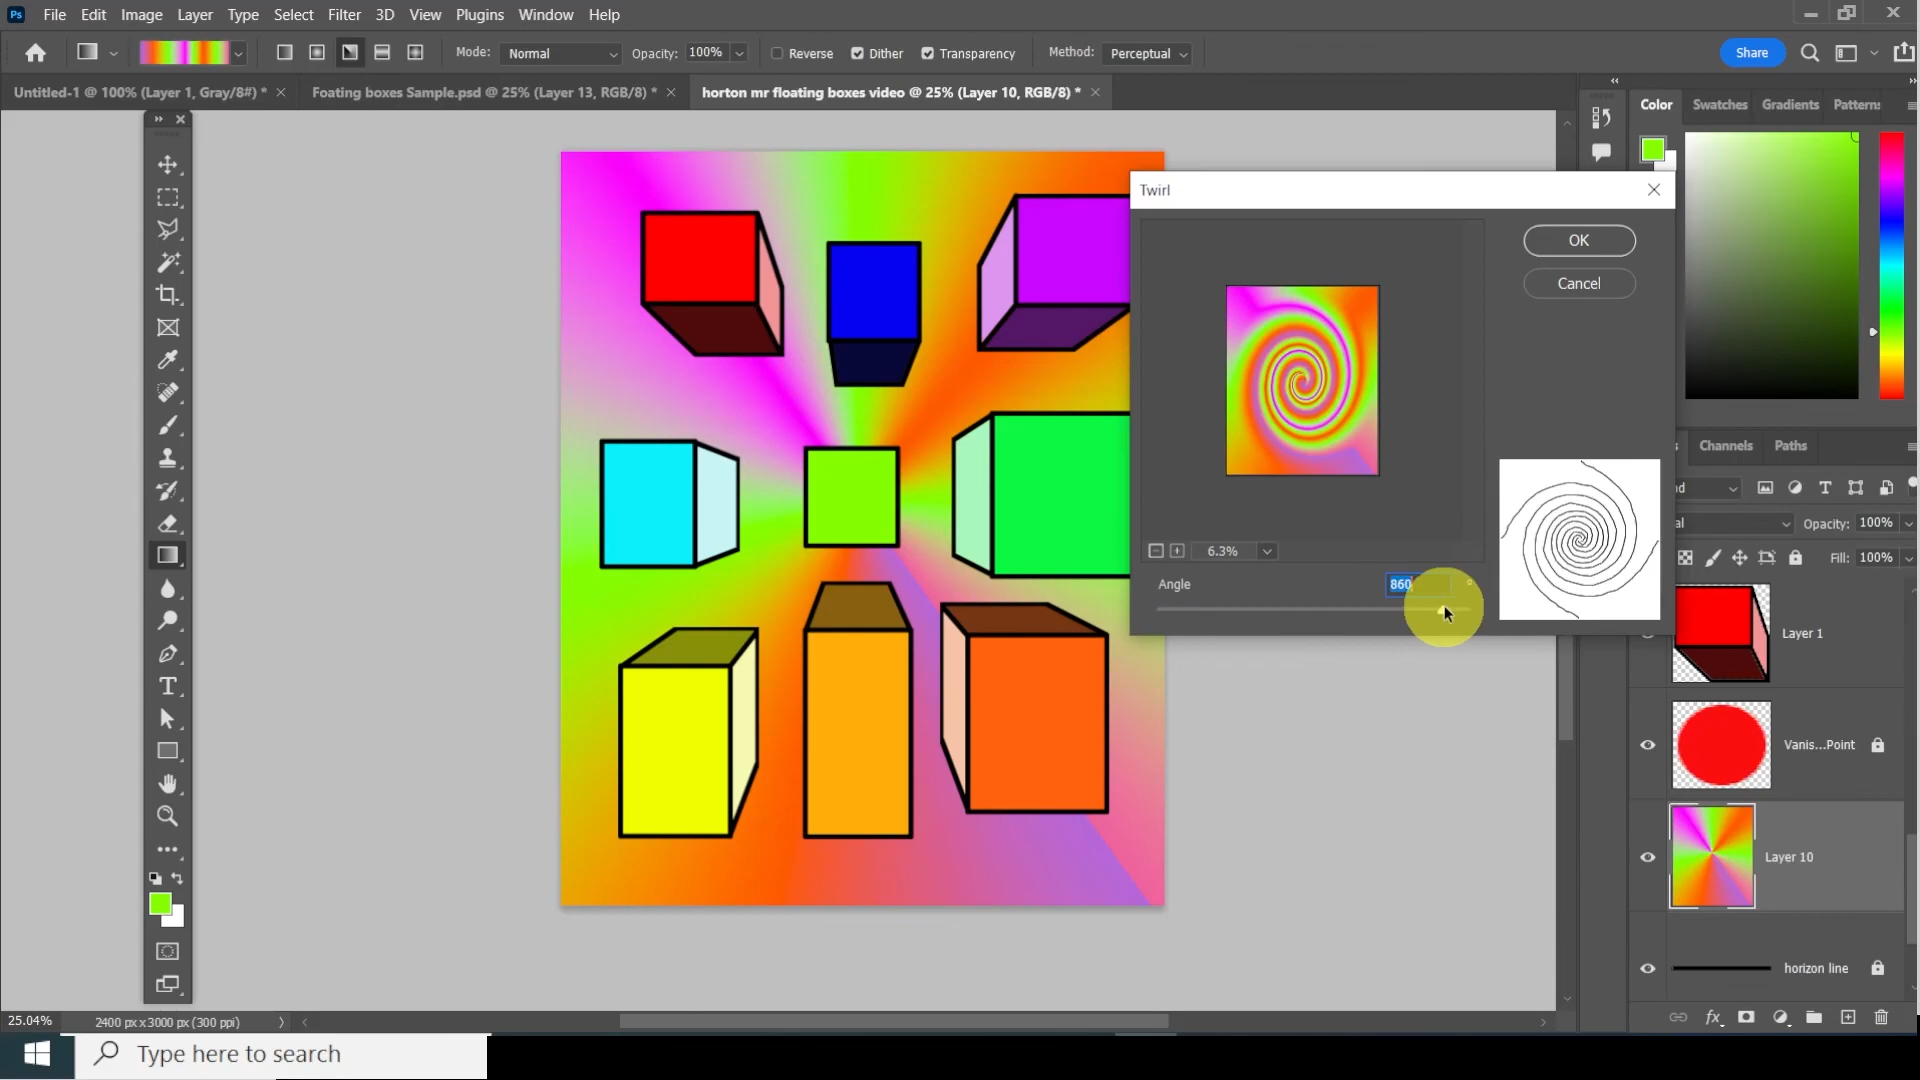 Ps File Edit Image Layer Type Select Filter 3D View Plugins Window Help
Mode: Normal Opacity: 100% Reverse Dither Transparency Method: Perceptual Share
Untitled-1 @ 100% (Layer 1, Gray/8#) * Foating boxes Sample.psd @ 25% (Layer 13, RGB/8) * horton mr floating boxes video @ 25% (Layer 10, RGB/8) *
Color Swatches Gradients Patterns
Twirl
OK
Cancel
Channels Paths
6.3%
Opacity: 100%
Fill: 100%
Angle 860 °
Layer 1
Vanis...Point
Layer 10
horizon line
25.04% 2400 px x 3000 px (300 ppi)
Type here to search